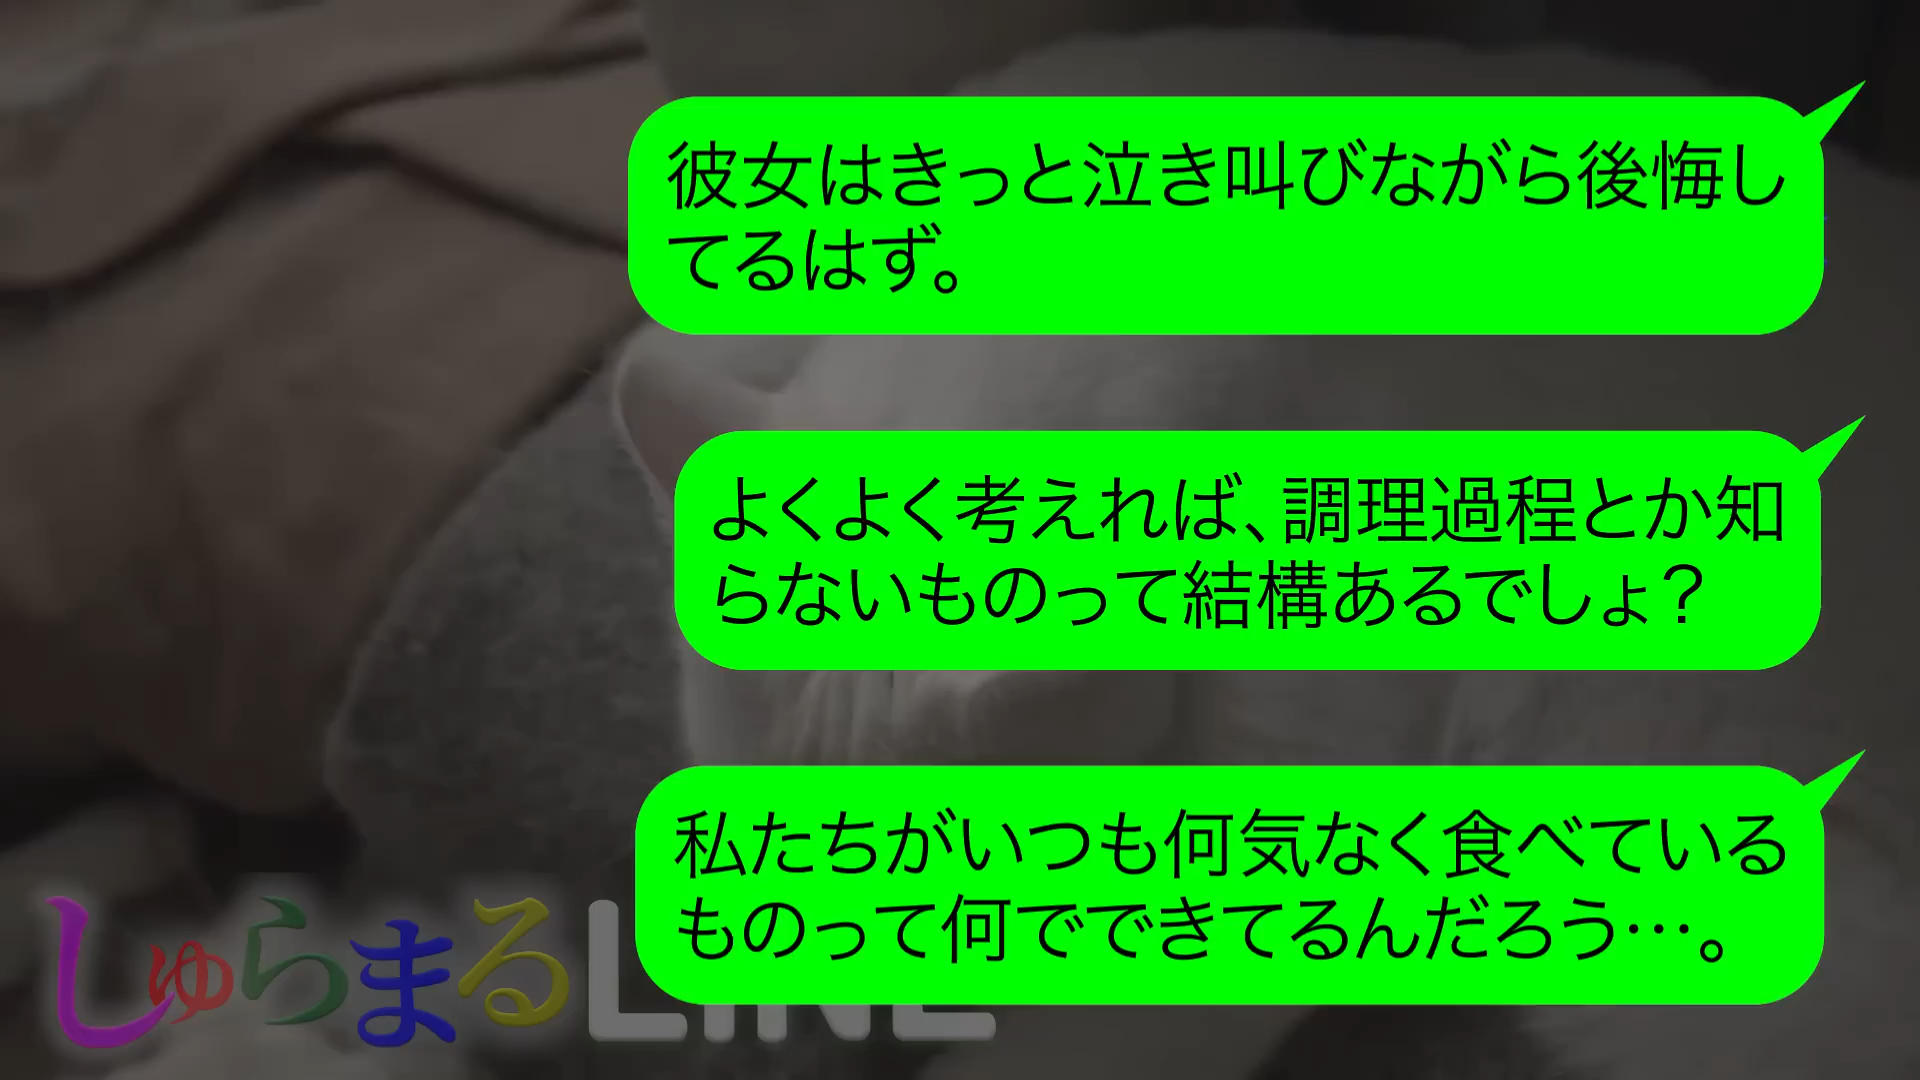 彼女はきっと泣き叫びながら後悔し
てるはず。
よくよく考えれば、調理過程とか知
らないものって結構あるでしょ?
私たちがいつも何気なく食べている
ものって何でできてるんだろう…。
しゅらまるLINE